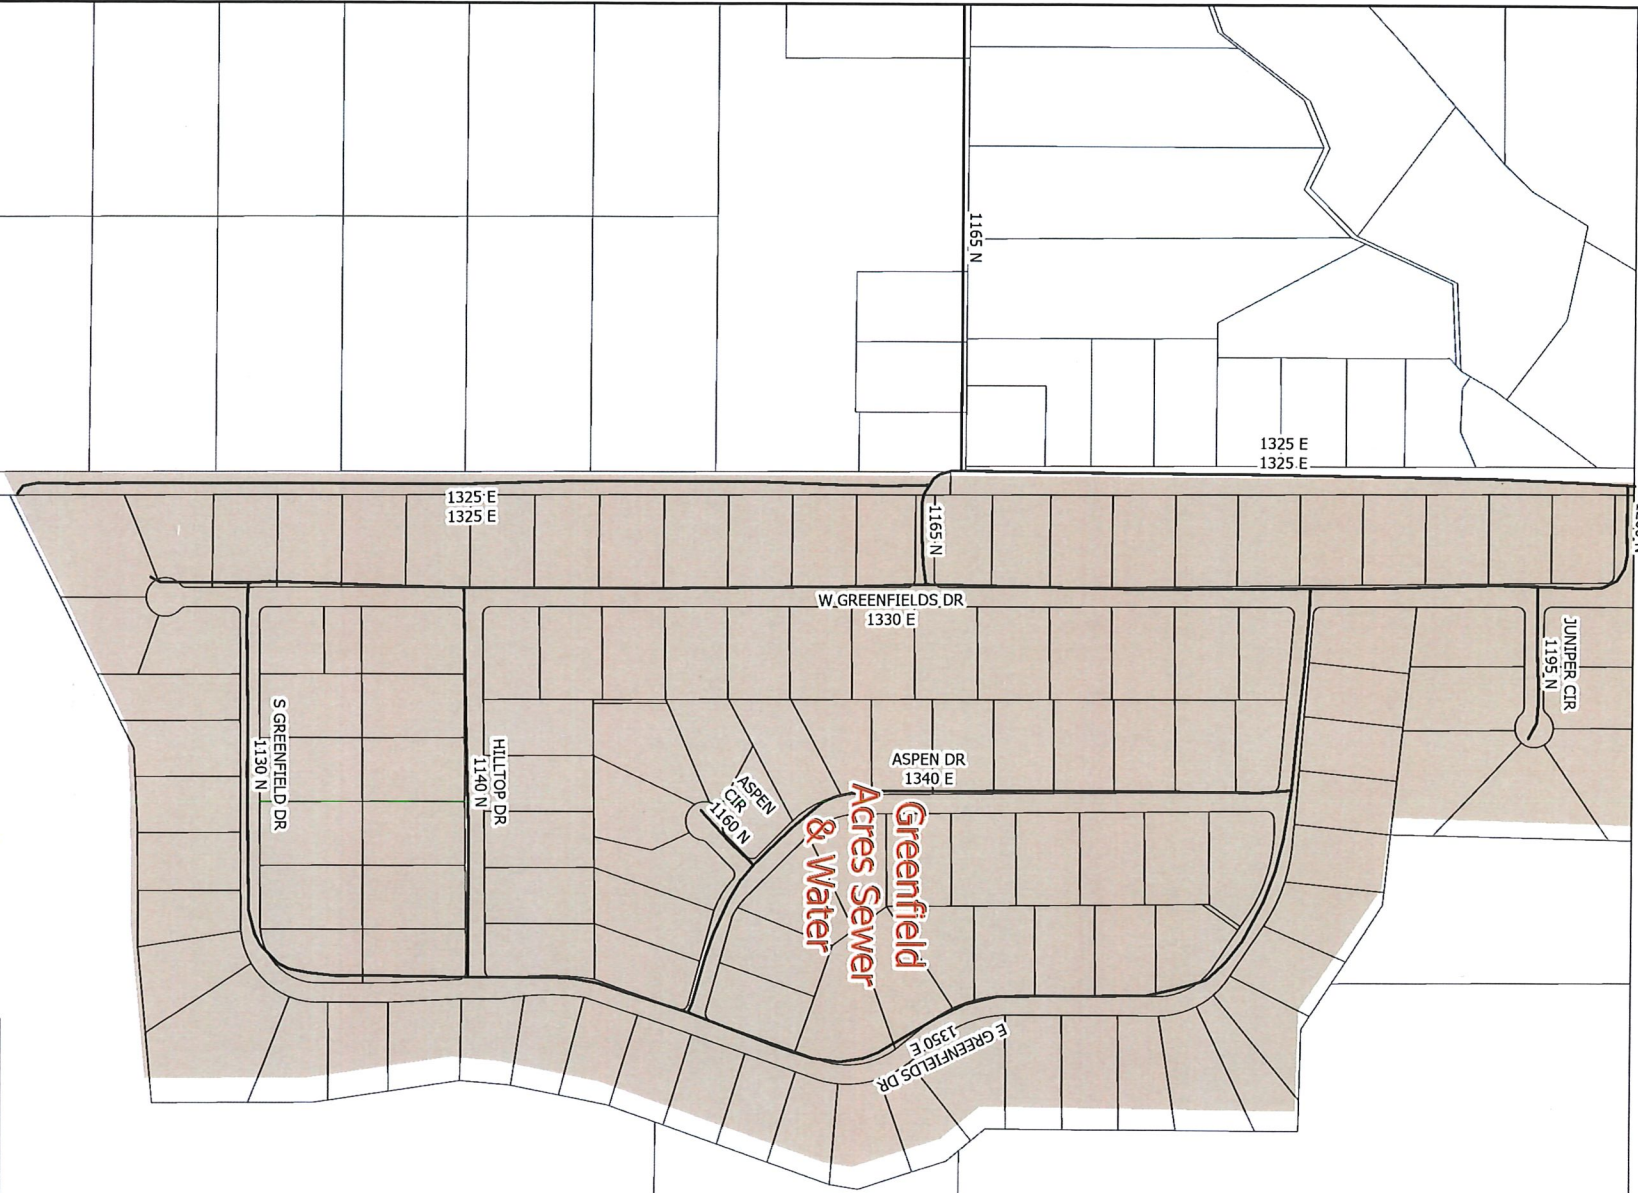 1165 N
1325 E
1325 E
1325 E
1325 E
1165 N
W GREENFIELDS DR
1330 E
JUNIPER CIR
1195 N
S GREENFIELD DR
1130 N
HILLTOP DR
1140 N
ASPEN DR
1340 E
ASPEN
CIR
1160 N
Greenfield
Acres Sewer
& Water
E GREENFIELDS DR
1350 E